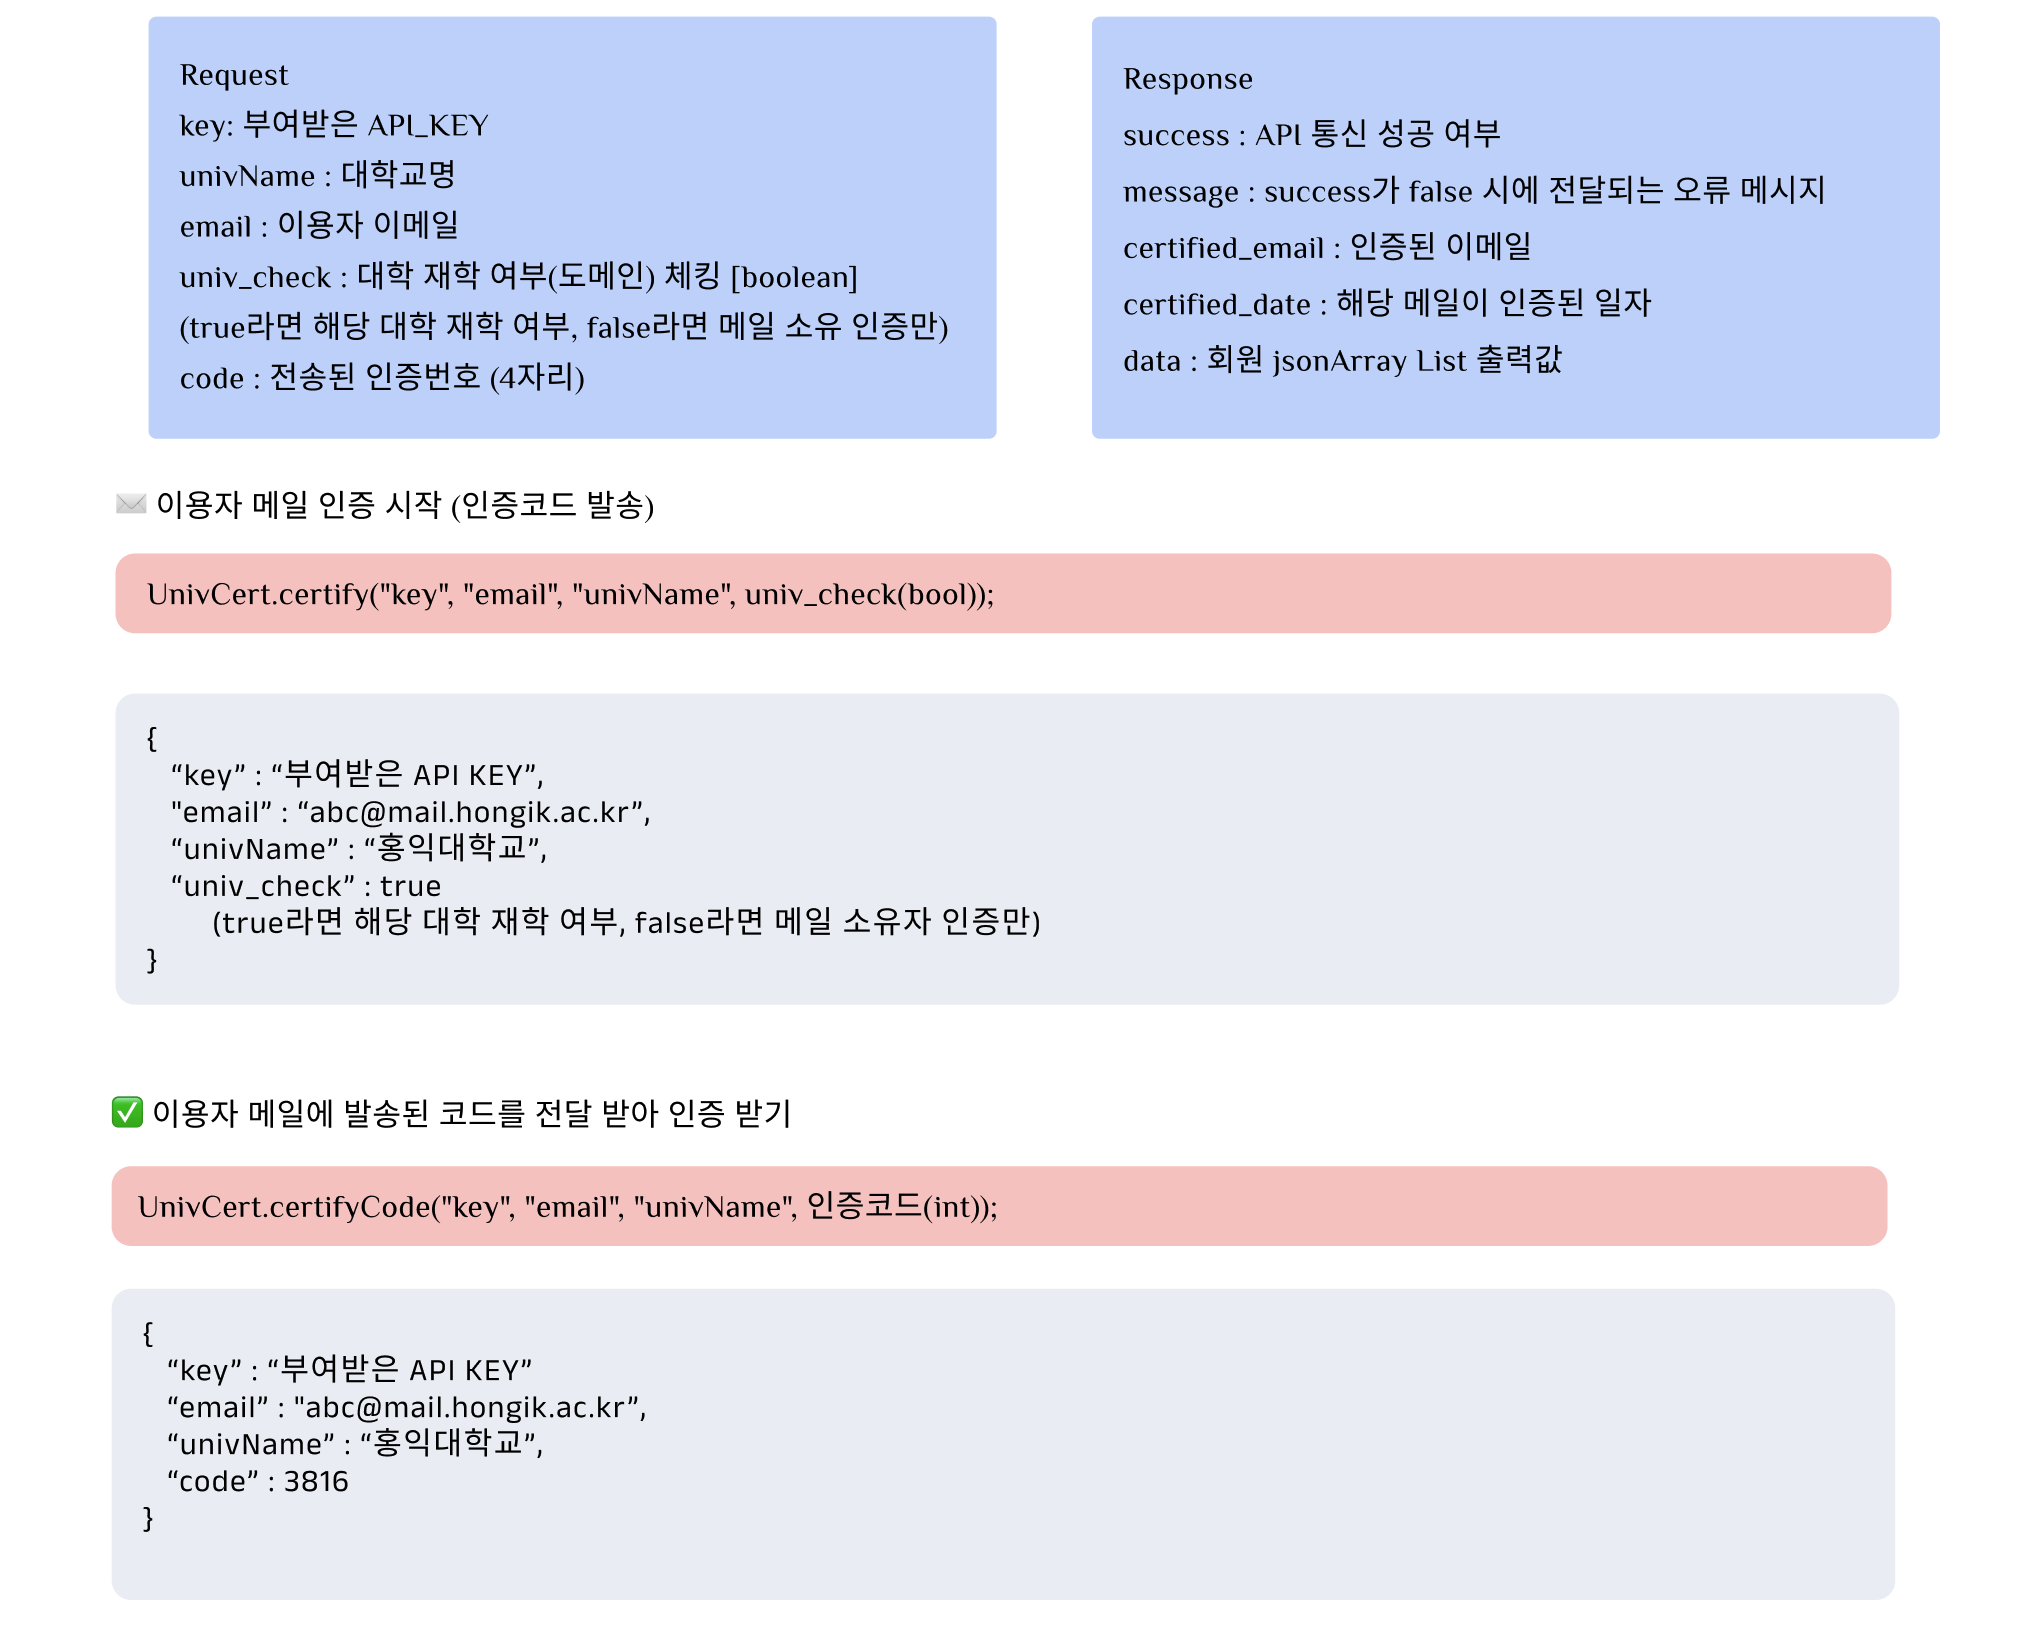 Request
key: 부여받은 API_KEY
univName : 대학교명
email : 이용자 이메일
univ_check : 대학 재학 여부(도메인) 체킹 [boolean]
(true라면 해당 대학 재학 여부, false라면 메일 소유 인증만)
code : 전송된 인증번호 (4자리)
Response
success : API 통신 성공 여부
message : success가 false 시에 전달되는 오류 메시지
certified_email : 인증된 이메일
certified_date : 해당 메일이 인증된 일자
data : 회원 jsonArray List 출력값
✉️ 이용자 메일 인증 시작 (인증코드 발송)
UnivCert.certify("key", "email", "univName", univ_check(bool));
{
“key” : “부여받은 API KEY”,
"email” : “abc@mail.hongik.ac.kr”,
“univName” : “홍익대학교”,
“univ_check” : true
(true라면 해당 대학 재학 여부, false라면 메일 소유자 인증만)
}
✅ 이용자 메일에 발송된 코드를 전달 받아 인증 받기
UnivCert.certifyCode("key", "email", "univName", 인증코드(int));
{
“key” : “부여받은 API KEY”
“email” : "abc@mail.hongik.ac.kr”,
“univName” : “홍익대학교”,
“code” : 3816
}